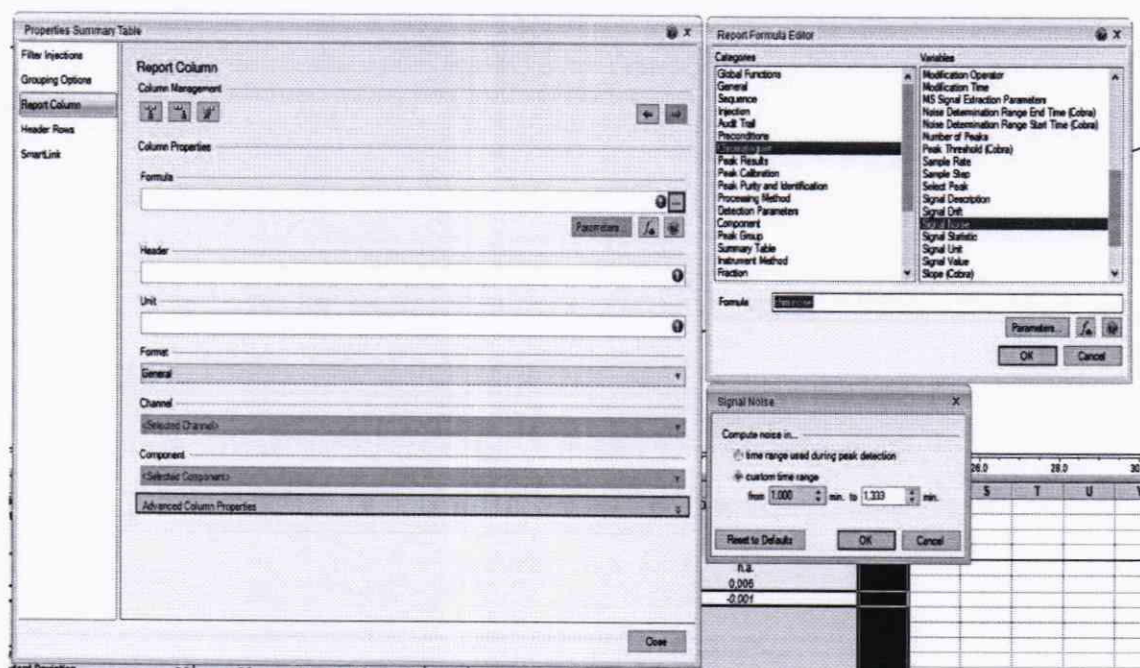 Properties Summary Table
X
Filter Injections
Grouping Options
Report Column
Header Rows
SmartLink
Report Column
Column Management
Column Properties
Formula
...
Parameters...
Header
Unit
Format
General
Channel
<Selected Channel>
Component
<Selected Component>
Advanced Column Properties
Close
Report Formula Editor
X
Categories
Global Functions
General
Sequence
Injection
Audit Trail
Preconditions
Chromatogram
Peak Results
Peak Calibration
Peak Purity and Identification
Processing Method
Detection Parameters
Component
Peak Group
Summary Table
Instrument Method
Fraction
Variables
Modification Operator
Modification Time
MS Signal Extraction Parameters
Noise Determination Range End Time (Cobra)
Noise Determination Range Start Time (Cobra)
Number of Peaks
Peak Threshold (Cobra)
Sample Rate
Sample Step
Select Peak
Signal Description
Signal Drift
Signal Noise
Signal Statistic
Signal Unit
Signal Value
Slope (Cobra)
Formula
chm.noise
Parameters...
OK Cancel
Signal Noise X
Compute noise in...
time range used during peak detection
custom time range
from 1,000 min. to 1,333 min.
Reset to Defaults OK Cancel
26.0 28.0
S T U
n.a.
0,006
-0,001